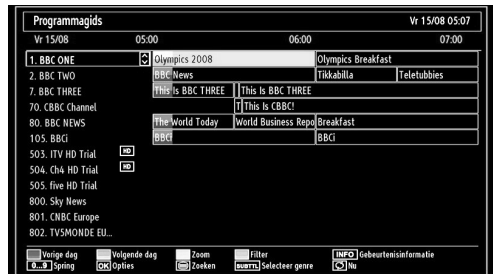 Programmagids Vr 15/08 05:07
Vr 15/08 05:00 06:00 07:00
1. BBC ONE Olympics 2008 Olympics Breakfast
2. BBC TWO BBC News Tikkabilla Teletubbies
7. BBC THREE This Is BBC THREE This Is BBC THREE
70. CBBC Channel T This Is CBBC!
80. BBC NEWS The World Today World Business Repo Breakfast
105. BBCi BBCi BBCi
503. ITV HD Trial HD
504. Ch4 HD Trial HD
505. five HD Trial
800. Sky News
801. CNBC Europe
802. TV5MONDE EU...
Vorige dag Volgende dag Zoom Filter INFO Gebeurtenisinformatie
0...9 Spring OK Opties Zoeken SUBTTL Selecteer genre Nu